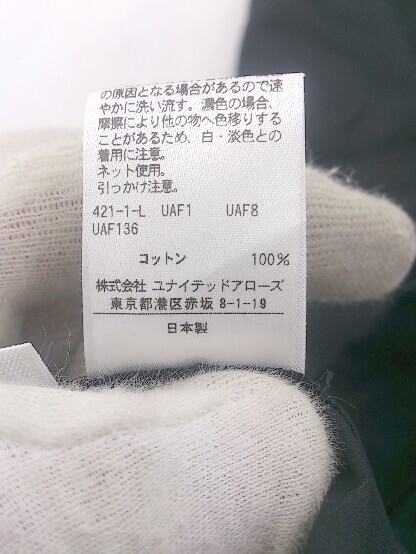 の原因となる場合があるので速
やかに洗い流す。濃色の場合、
摩擦により他の物へ色移りする
ことがあるため、白・淡色との
着用に注意。
ネット使用。
引っかけ注意。
421-1-L UAF1 UAF8
UAF136
コットン 100%
株式会社 ユナイテッドアローズ
東京都港区赤坂 8-1-19
日本製